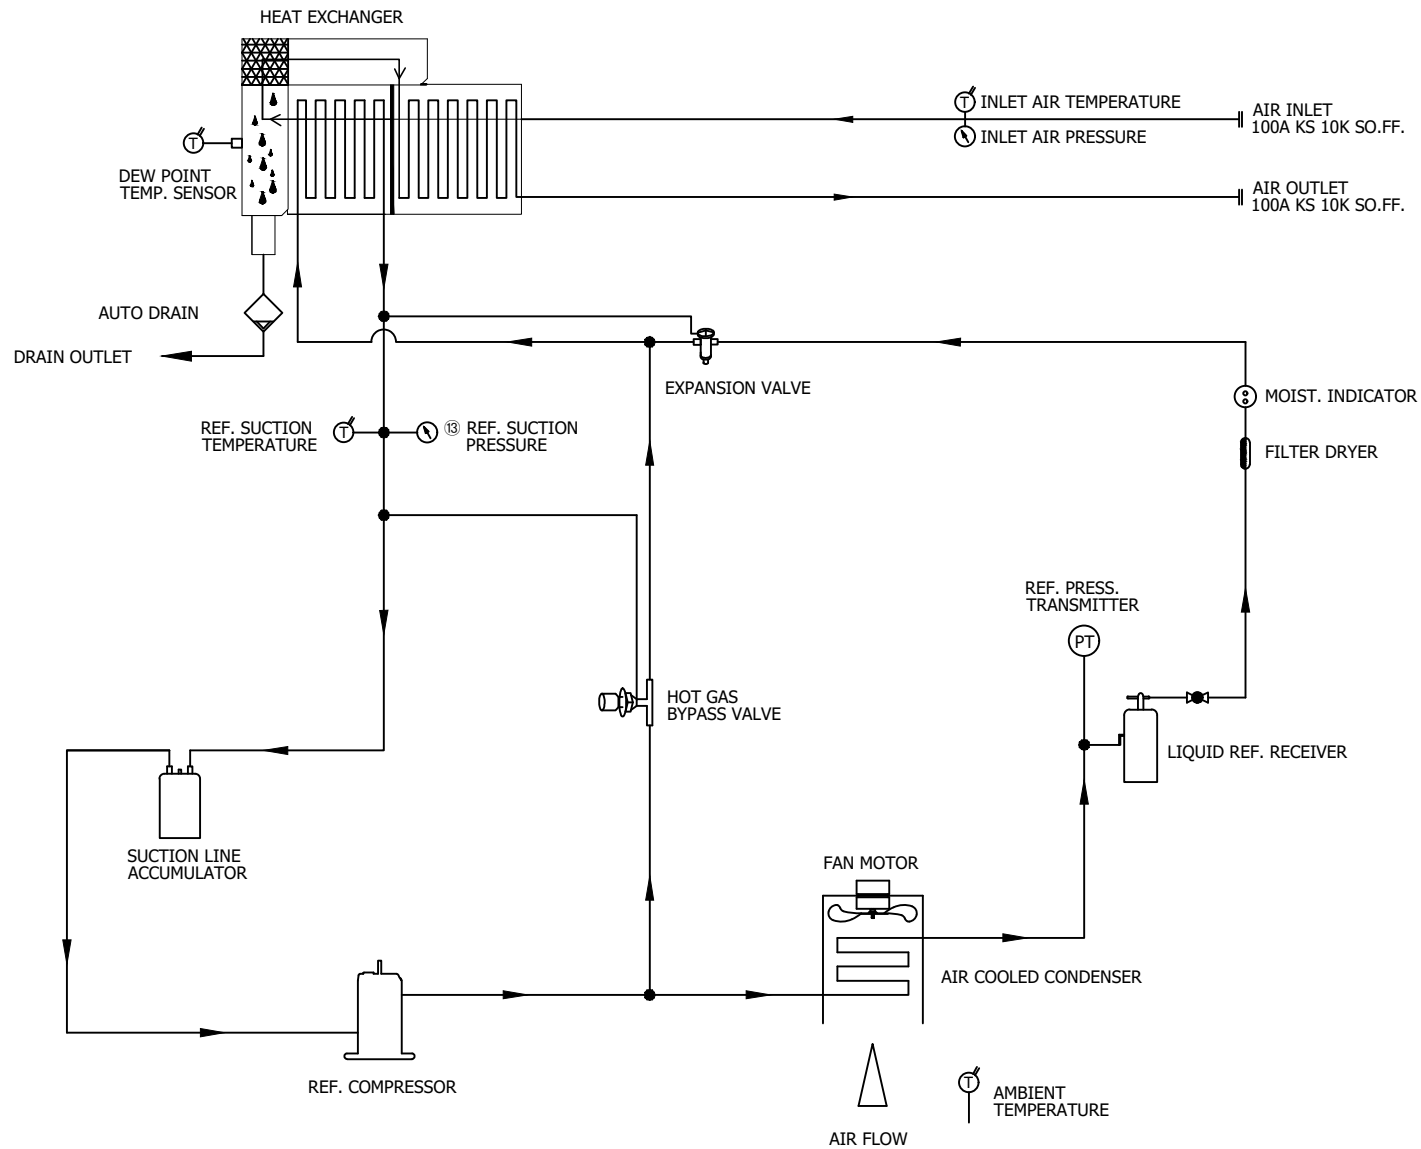 HEAT EXCHANGER
T
INLET AIR TEMPERATURE
INLET AIR PRESSURE
AIR INLET
100A KS 10K SO.FF.
T
DEW POINT
TEMP. SENSOR
AIR OUTLET
100A KS 10K SO.FF.
AUTO DRAIN
DRAIN OUTLET
EXPANSION VALVE
MOIST. INDICATOR
REF. SUCTION
TEMPERATURE
T
⑬ REF. SUCTION
PRESSURE
FILTER DRYER
REF. PRESS.
TRANSMITTER
PT
HOT GAS
BYPASS VALVE
LIQUID REF. RECEIVER
SUCTION LINE
ACCUMULATOR
FAN MOTOR
AIR COOLED CONDENSER
REF. COMPRESSOR
T
AMBIENT
TEMPERATURE
AIR FLOW